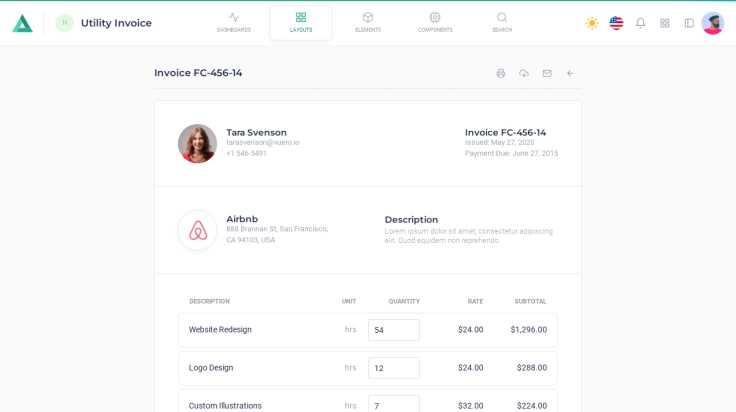 H
Utility Invoice
DASHBOARDS
LAYOUTS
ELEMENTS
COMPONENTS
SEARCH
Invoice FC-456-14
Tara Svenson
tarasvenson@vuero.io
+1 546-5491
Invoice FC-456-14
Issued: May 27, 2020
Payment Due: June 27, 2015
Airbnb
888 Brannan St, San Francisco,
CA 94103, USA
Description
Lorem ipsum dolor sit amet, consectetur adipiscing
elit. Quod equidem non reprehendo.
DESCRIPTION UNIT QUANTITY RATE SUBTOTAL
Website Redesign hrs 54 $24.00 $1,296.00
Logo Design hrs 12 $24.00 $288.00
Custom Illustrations hrs 7 $32.00 $224.00